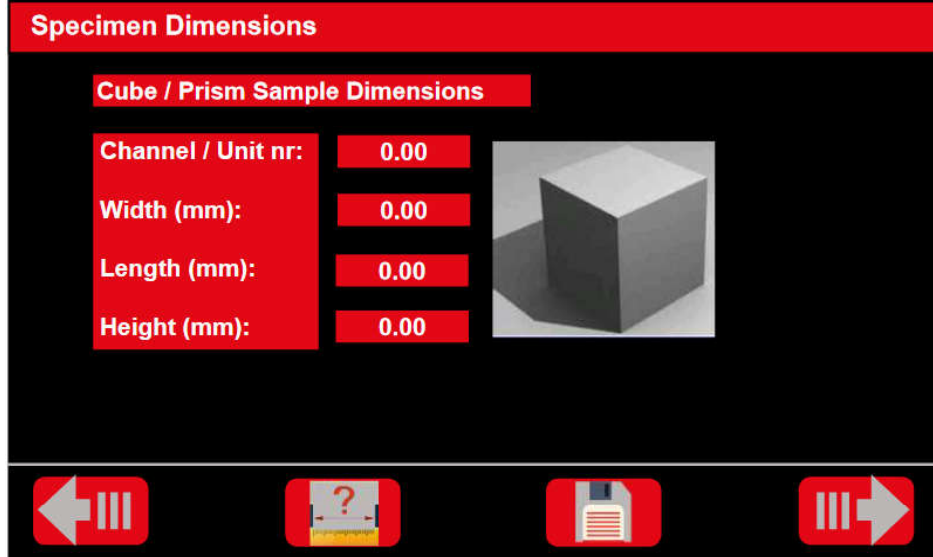 Specimen Dimensions
Cube / Prism Sample Dimensions
Channel / Unit nr: 0.00
Width (mm): 0.00
Length (mm): 0.00
Height (mm): 0.00
?